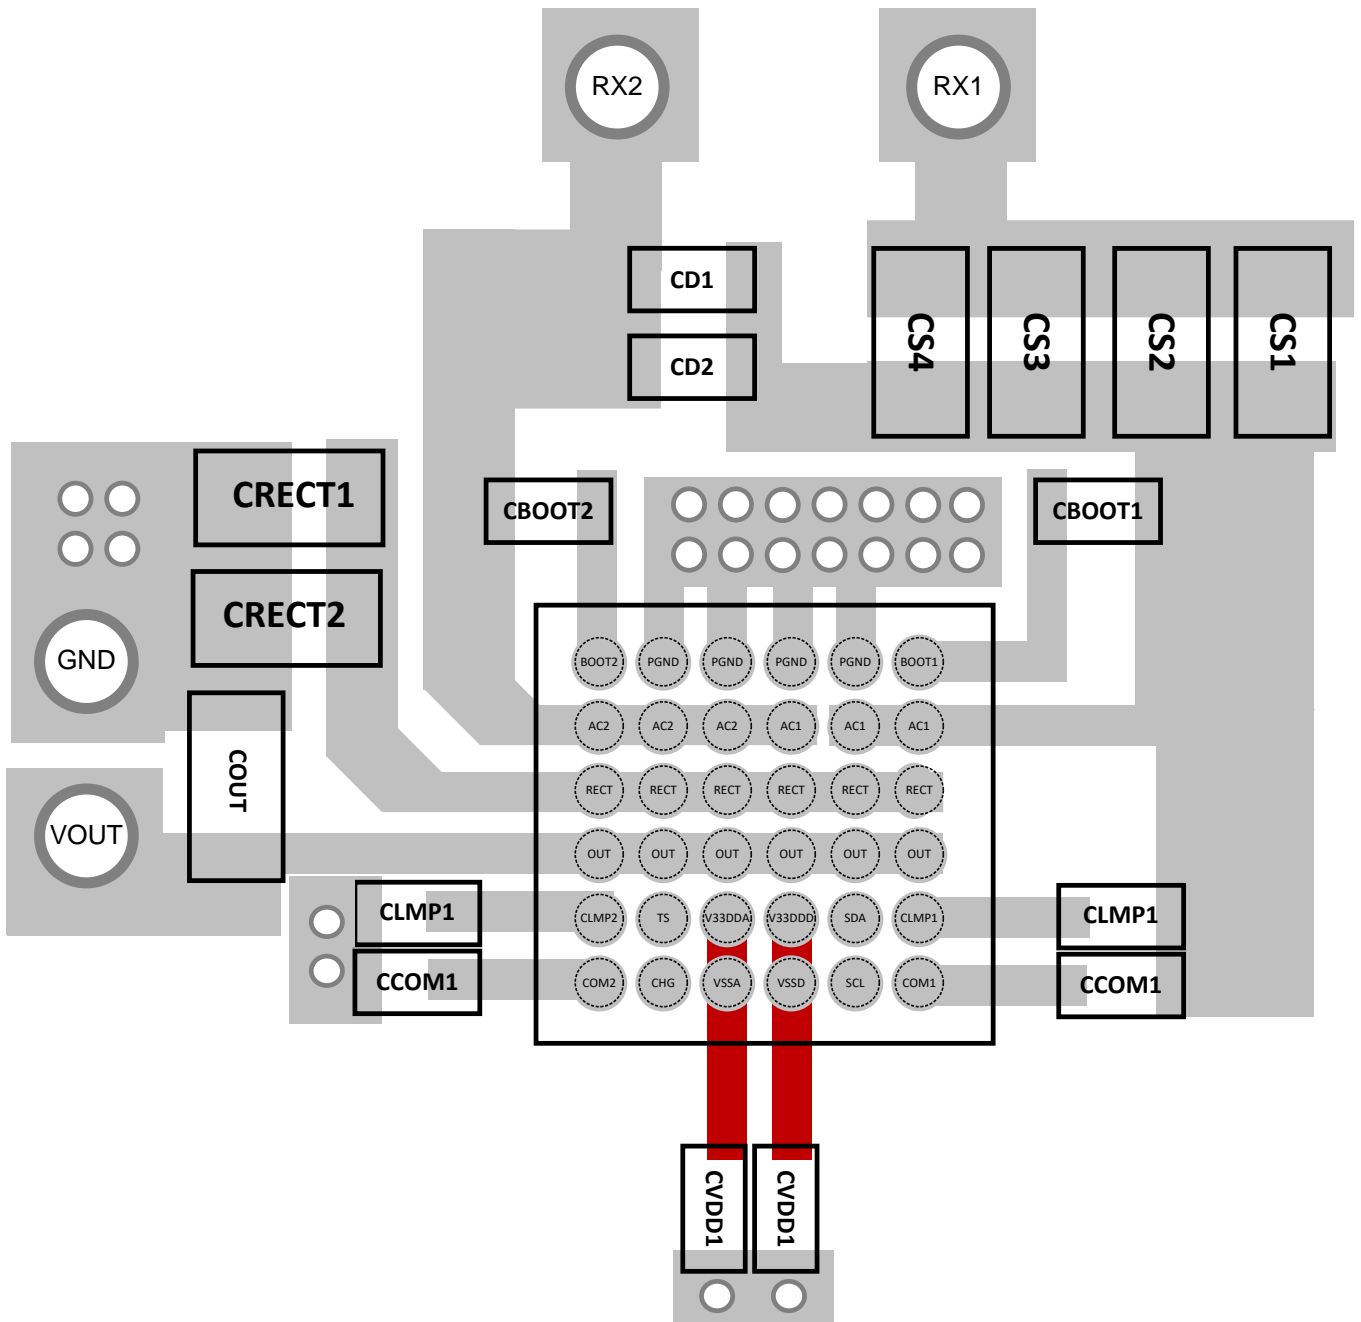 RX2 RX1
CD1
CD2
CS4 CS3 CS2 CS1
CRECT1
CBOOT2 CBOOT1
CRECT2
GND
BOOT2 PGND PGND PGND PGND BOOT1
AC2 AC2 AC2 AC1 AC1 AC1
COUT
RECT RECT RECT RECT RECT RECT
VOUT
OUT OUT OUT OUT OUT OUT
CLMP1
CLMP2 TS V33DDA V33DDD SDA CLMP1
CLMP1
CCOM1
COM2 CHG VSSA VSSD SCL COM1
CCOM1
CVDD1 CVDD1